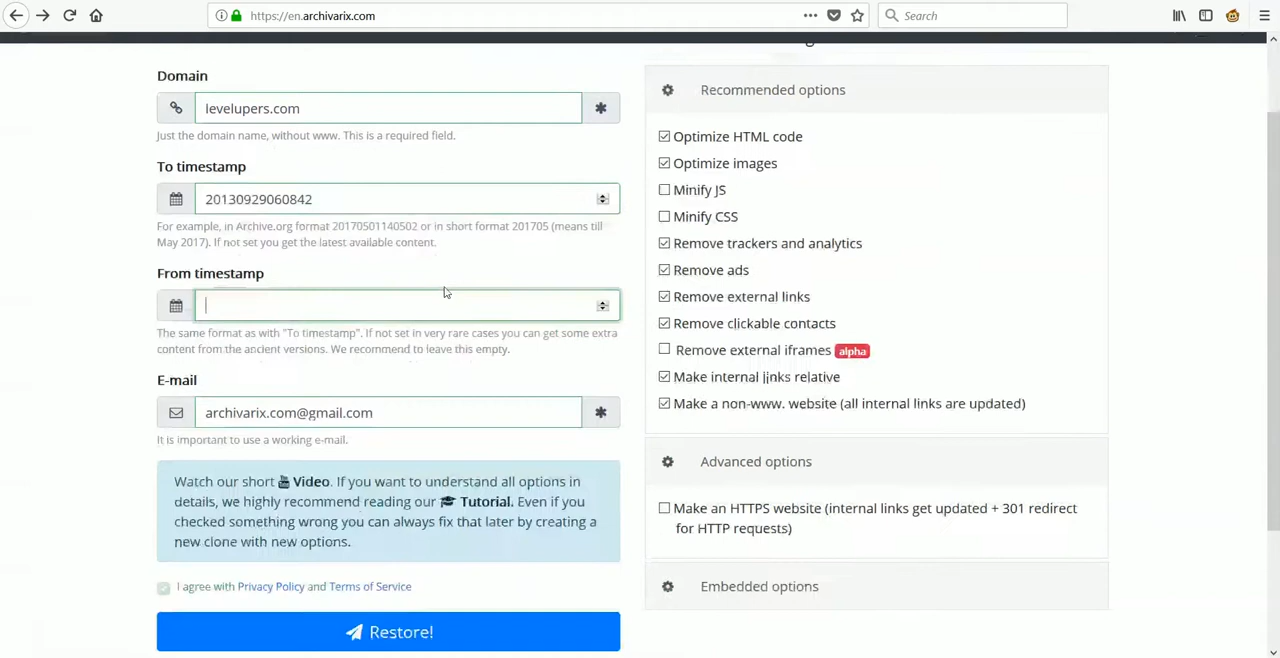 https://en.archivarix.com
Search
Domain
levelupers.com
Just the domain name, without www. This is a required field.
To timestamp
20130929060842
For example, in Archive.org format 20170501140502 or in short format 201705 (means till
May 2017). If not set you get the latest available content.
From timestamp
The same format as with "To timestamp". If not set in very rare cases you can get some extra
content from the ancient versions. We recommend to leave this empty.
E-mail
archivarix.com@gmail.com
It is important to use a working e-mail.
Watch our short Video. If you want to understand all options in
details, we highly recommend reading our Tutorial. Even if you
checked something wrong you can always fix that later by creating a
new clone with new options.
I agree with Privacy Policy and Terms of Service
Restore!
Recommended options
Optimize HTML code
Optimize images
Minify JS
Minify CSS
Remove trackers and analytics
Remove ads
Remove external links
Remove clickable contacts
Remove external iframes alpha
Make internal links relative
Make a non-www. website (all internal links are updated)
Advanced options
Make an HTTPS website (internal links get updated + 301 redirect
for HTTP requests)
Embedded options